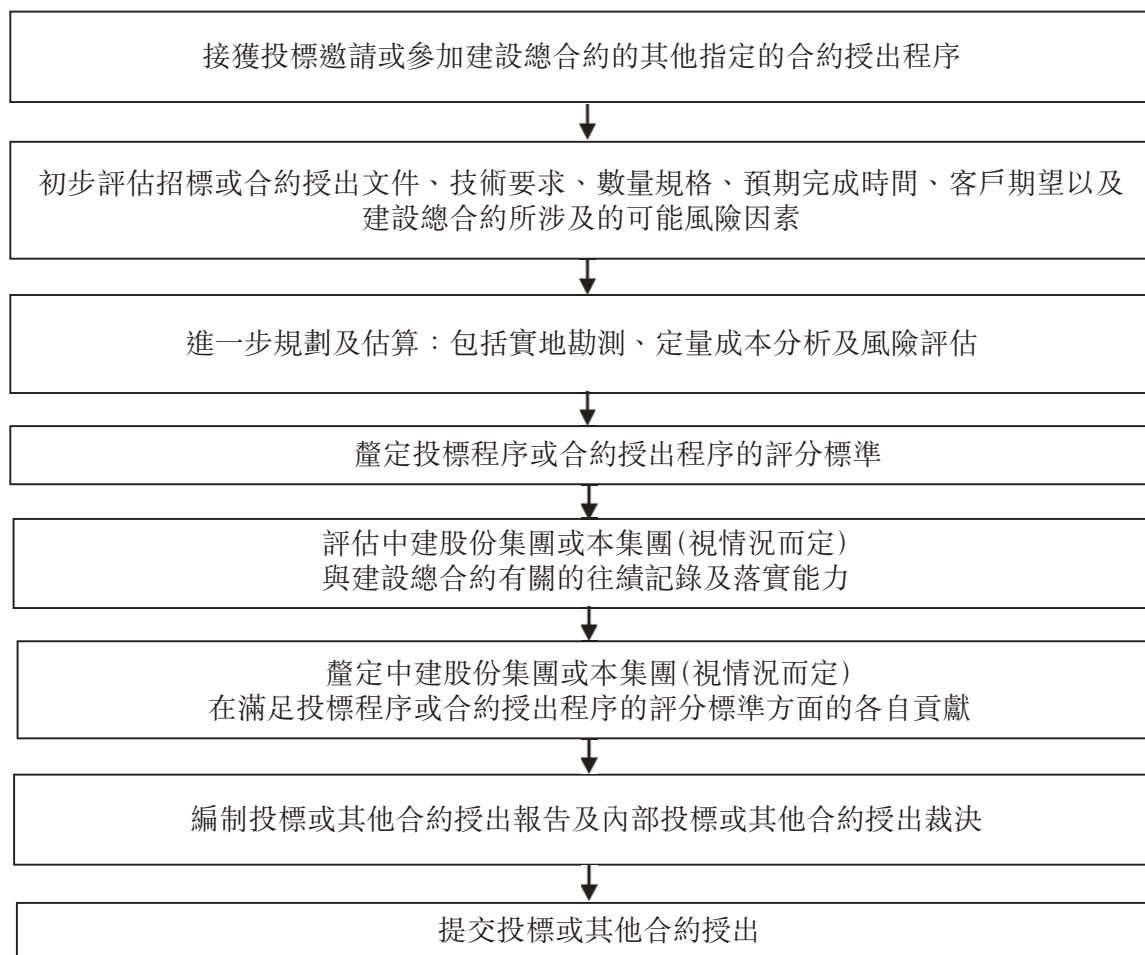 接獲投標邀請或參加建設總合約的其他指定的合約授出程序
初步評估招標或合約授出文件、技術要求、數量規格、預期完成時間、客戶期望以及
建設總合約所涉及的可能風險因素
進一步規劃及估算：包括實地勘測、定量成本分析及風險評估
釐定投標程序或合約授出程序的評分標準
評估中建股份集團或本集團(視情況而定)
與建設總合約有關的往績記錄及落實能力
釐定中建股份集團或本集團(視情況而定)
在滿足投標程序或合約授出程序的評分標準方面的各自貢獻
編制投標或其他合約授出報告及內部投標或其他合約授出裁決
提交投標或其他合約授出